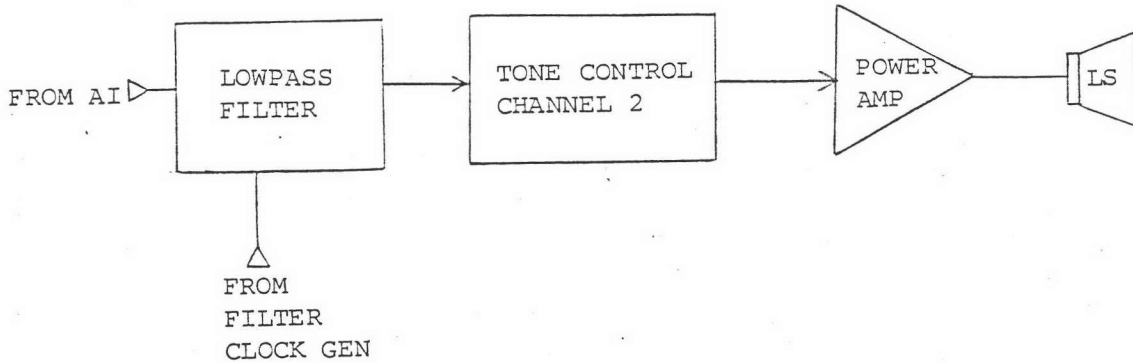 FROM AI
LOWPASS
FILTER
TONE CONTROL
CHANNEL 2
POWER
AMP
LS
FROM
FILTER
CLOCK GEN